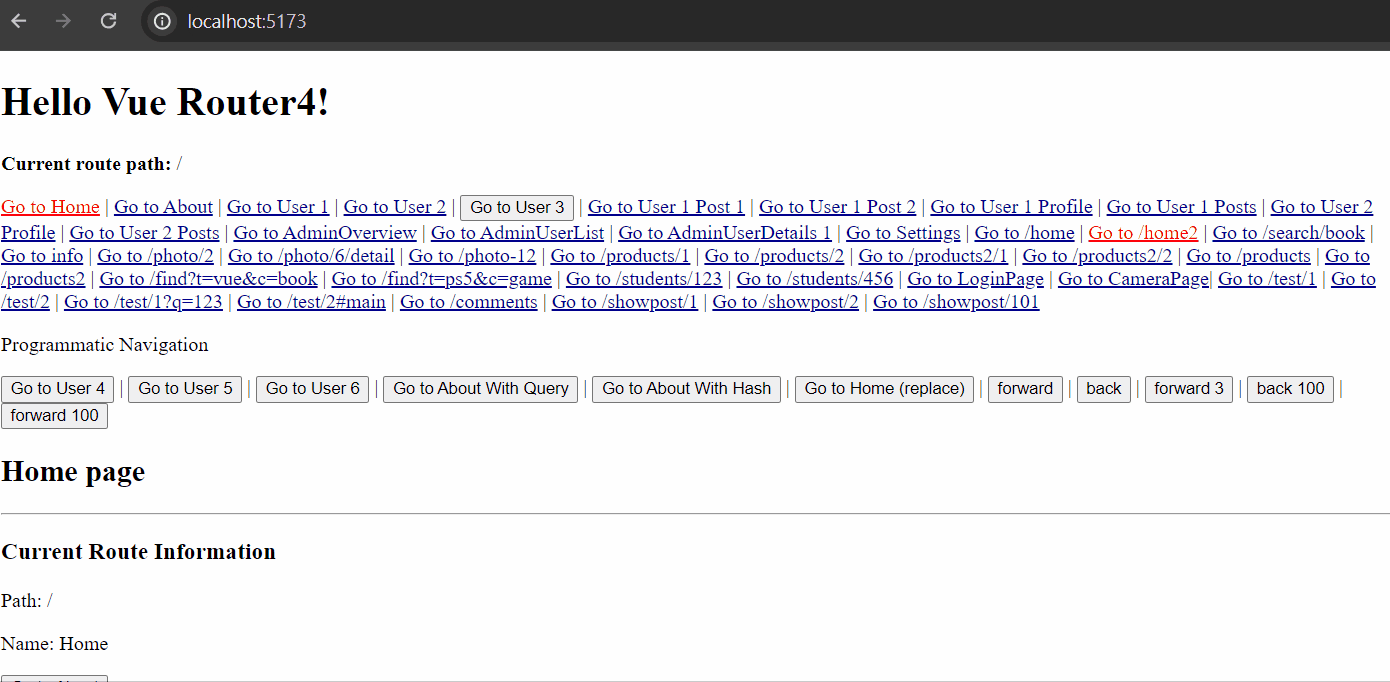 localhost:5173
Hello Vue Router4!
Current route path: /
Go to Home | Go to About | Go to User 1 | Go to User 2 | Go to User 3 | Go to User 1 Post 1 | Go to User 1 Post 2 | Go to User 1 Profile | Go to User 1 Posts | Go to User 2
Profile | Go to User 2 Posts | Go to AdminOverview | Go to AdminUserList | Go to AdminUserDetails 1 | Go to Settings | Go to /home | Go to /home2 | Go to /search/book |
Go to info | Go to /photo/2 | Go to /photo/6/detail | Go to /photo-12 | Go to /products/1 | Go to /products/2 | Go to /products2/1 | Go to /products2/2 | Go to /products | Go to
/products2 | Go to /find?t=vue&c=book | Go to /find?t=ps5&c=game | Go to /students/123 | Go to /students/456 | Go to LoginPage | Go to CameraPage| Go to /test/1 | Go to
/test/2 | Go to /test/1?q=123 | Go to /test/2#main | Go to /comments | Go to /showpost/1 | Go to /showpost/2 | Go to /showpost/101
Programmatic Navigation
Go to User 4 | Go to User 5 | Go to User 6 | Go to About With Query | Go to About With Hash | Go to Home (replace) | forward | back | forward 3 | back 100 |
forward 100
Home page
Current Route Information
Path: /
Name: Home